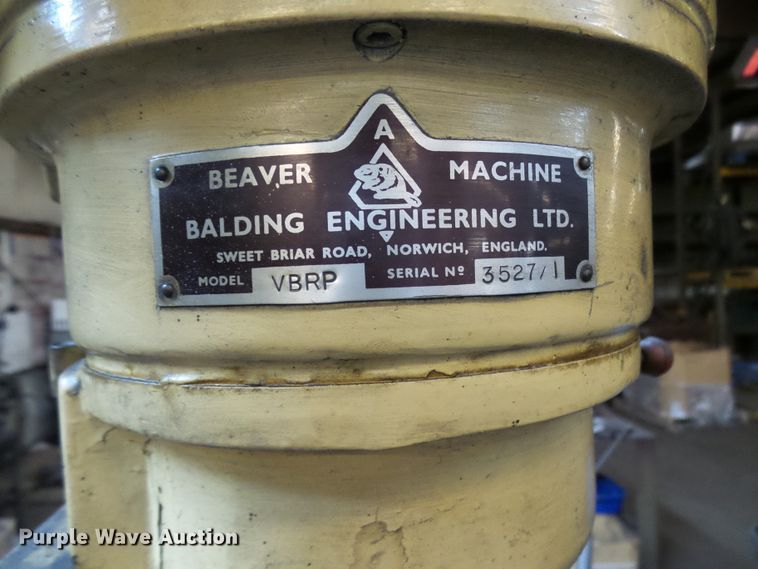 A
BEAVER MACHINE
BALDING ENGINEERING LTD.
SWEET BRIAR ROAD, NORWICH, ENGLAND.
MODEL VBRP SERIAL Nº 3527/1
Purple Wave Auction